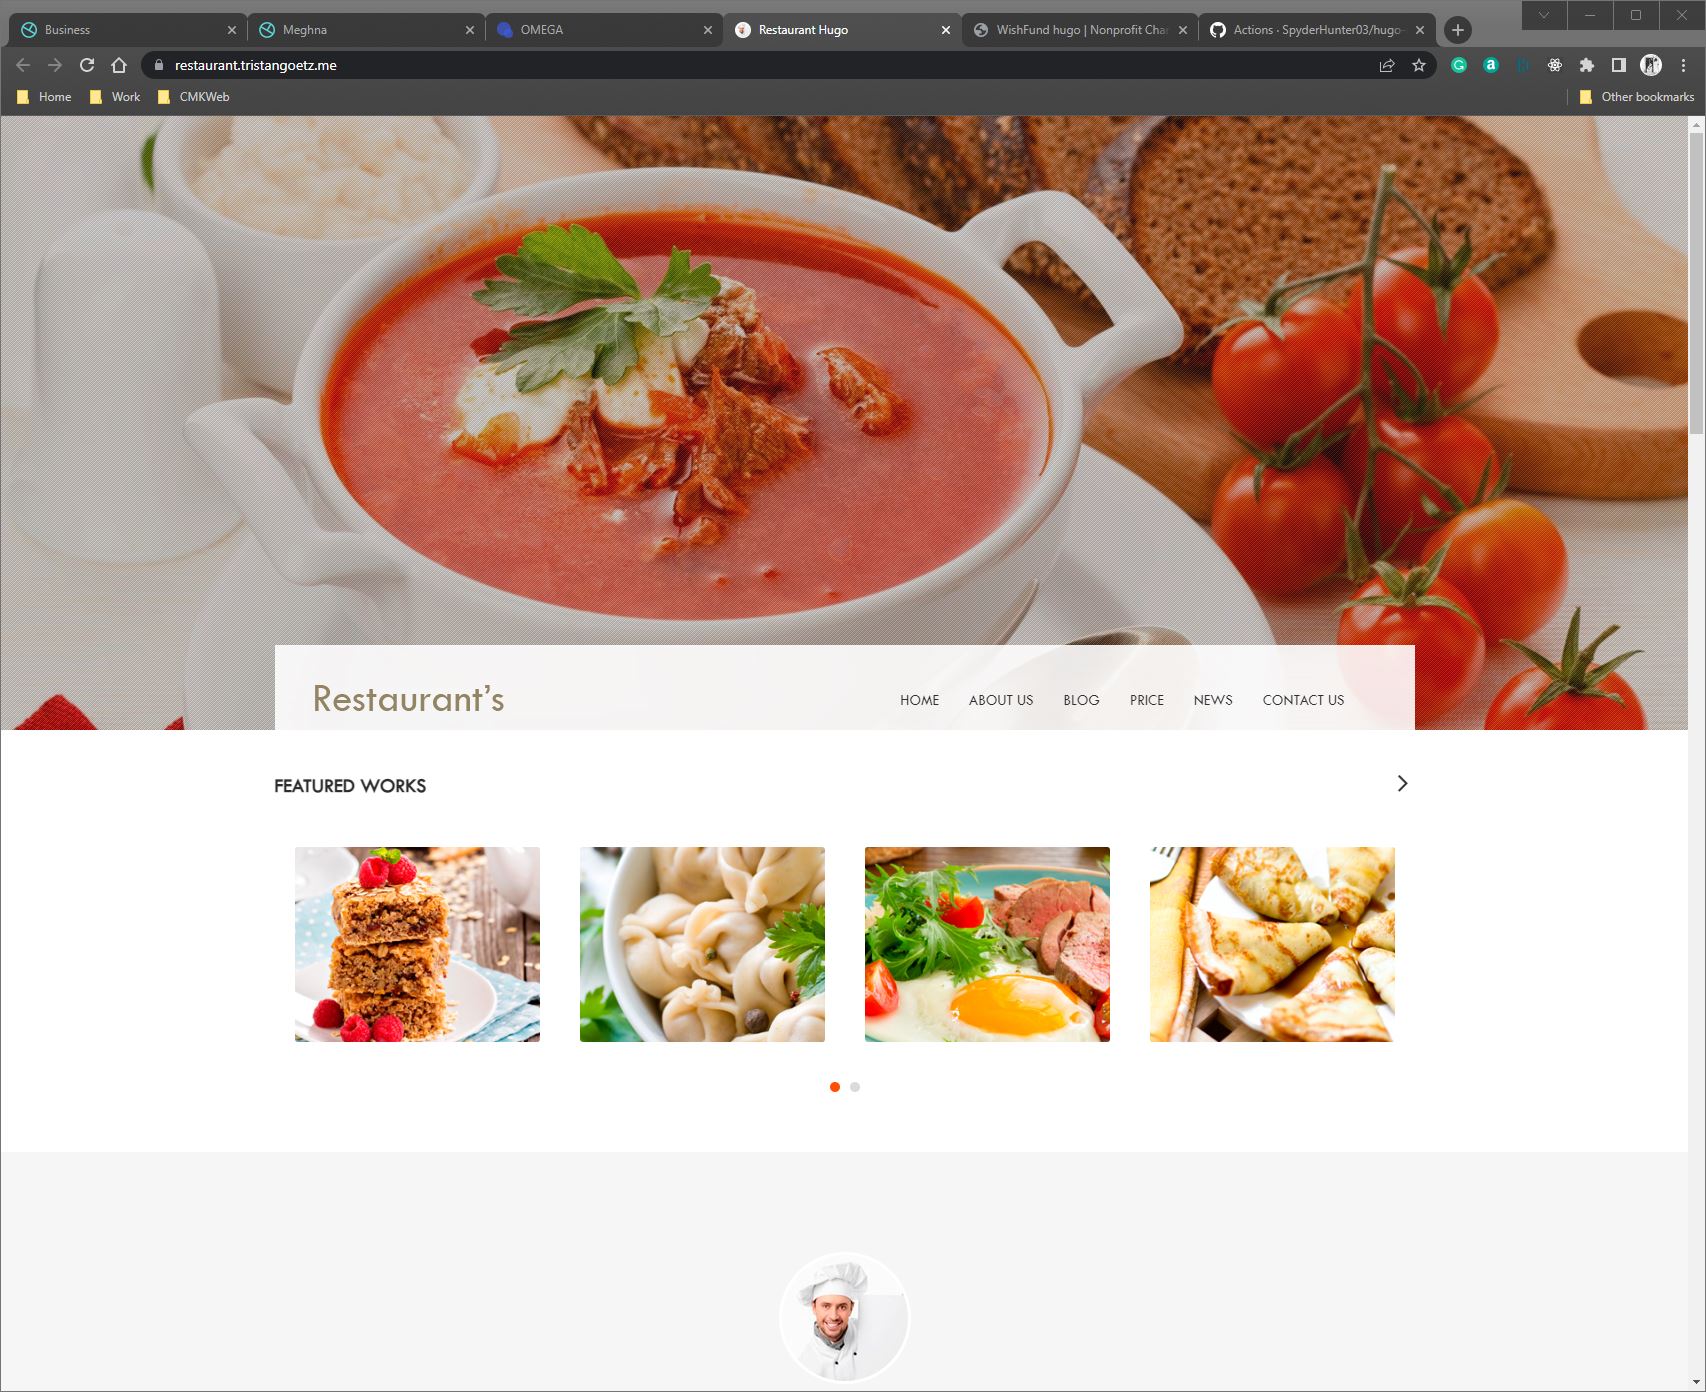 Business
Meghna
OMEGA
Restaurant Hugo
WishFund hugo | Nonprofit Char
Actions · SpyderHunter03/hugo-
restaurant.tristangoetz.me
Home
Work
CMKWeb
Other bookmarks
Restaurant’s
HOME ABOUT US BLOG PRICE NEWS CONTACT US
FEATURED WORKS